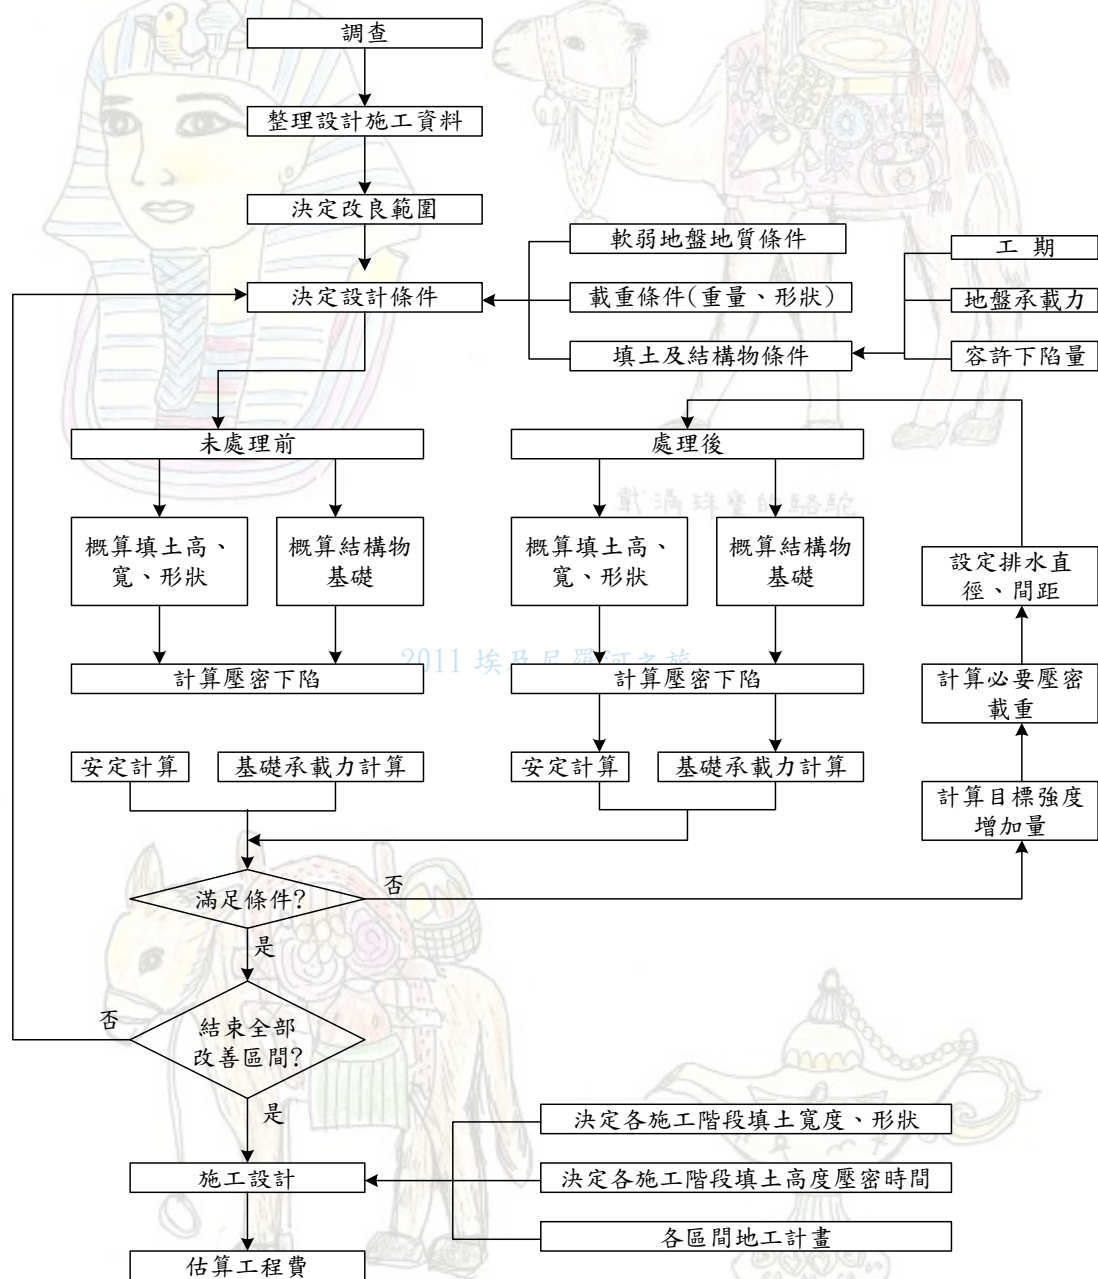 調查
整理設計施工資料
決定改良範圍
軟弱地盤地質條件
工 期
決定設計條件
載重條件(重量、形狀)
地盤承載力
填土及結構物條件
容許下陷量
未處理前
處理後
戴滿珠寶的駱駝
概算填土高、
寬、形狀
概算結構物
基礎
概算填土高、
寬、形狀
概算結構物
基礎
設定排水直
徑、間距
2011 埃及尼羅河之旅
計算壓密下陷
計算壓密下陷
計算必要壓密
載重
安定計算
基礎承載力計算
安定計算
基礎承載力計算
計算目標強度
增加量
滿足條件?
否
是
結束全部
改善區間?
否
是
決定各施工階段填土寬度、形狀
施工設計
決定各施工階段填土高度壓密時間
各區間地工計畫
估算工程費